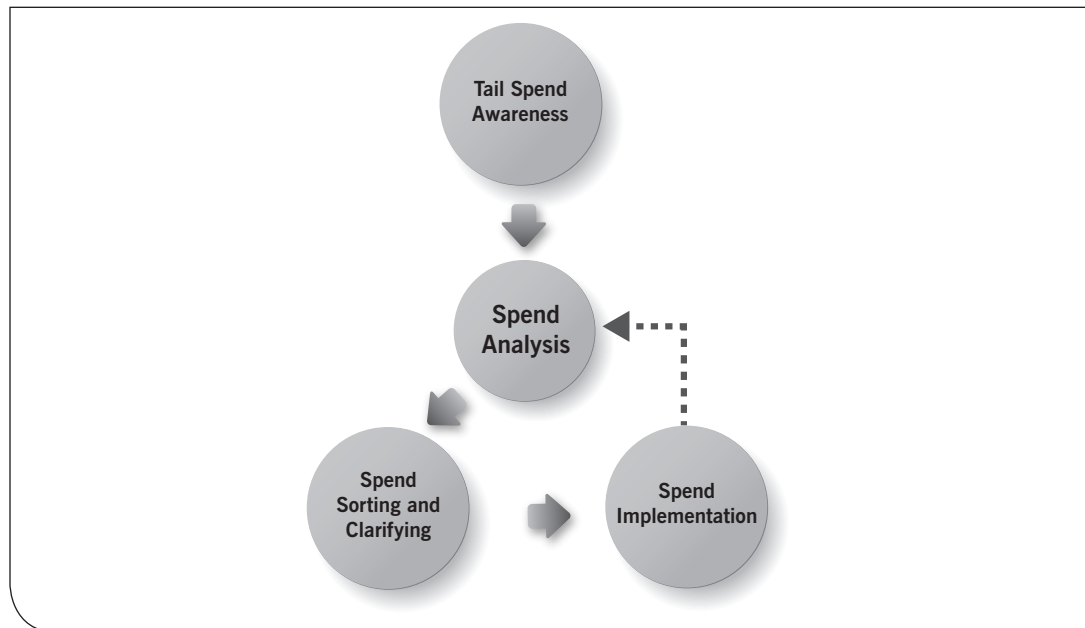 Tail Spend
Awareness
Spend
Analysis
Spend
Sorting and
Clarifying
Spend
Implementation